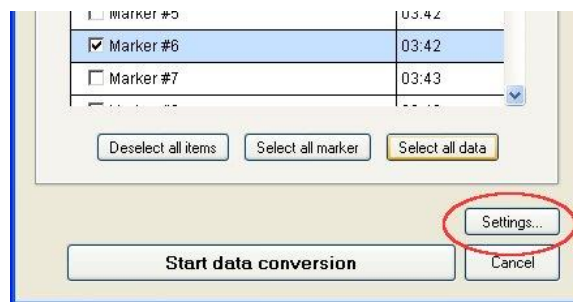 Marker #5 03:42
Marker #6 03:42
Marker #7 03:43
Deselect all items Select all marker Select all data
Settings...
Start data conversion Cancel